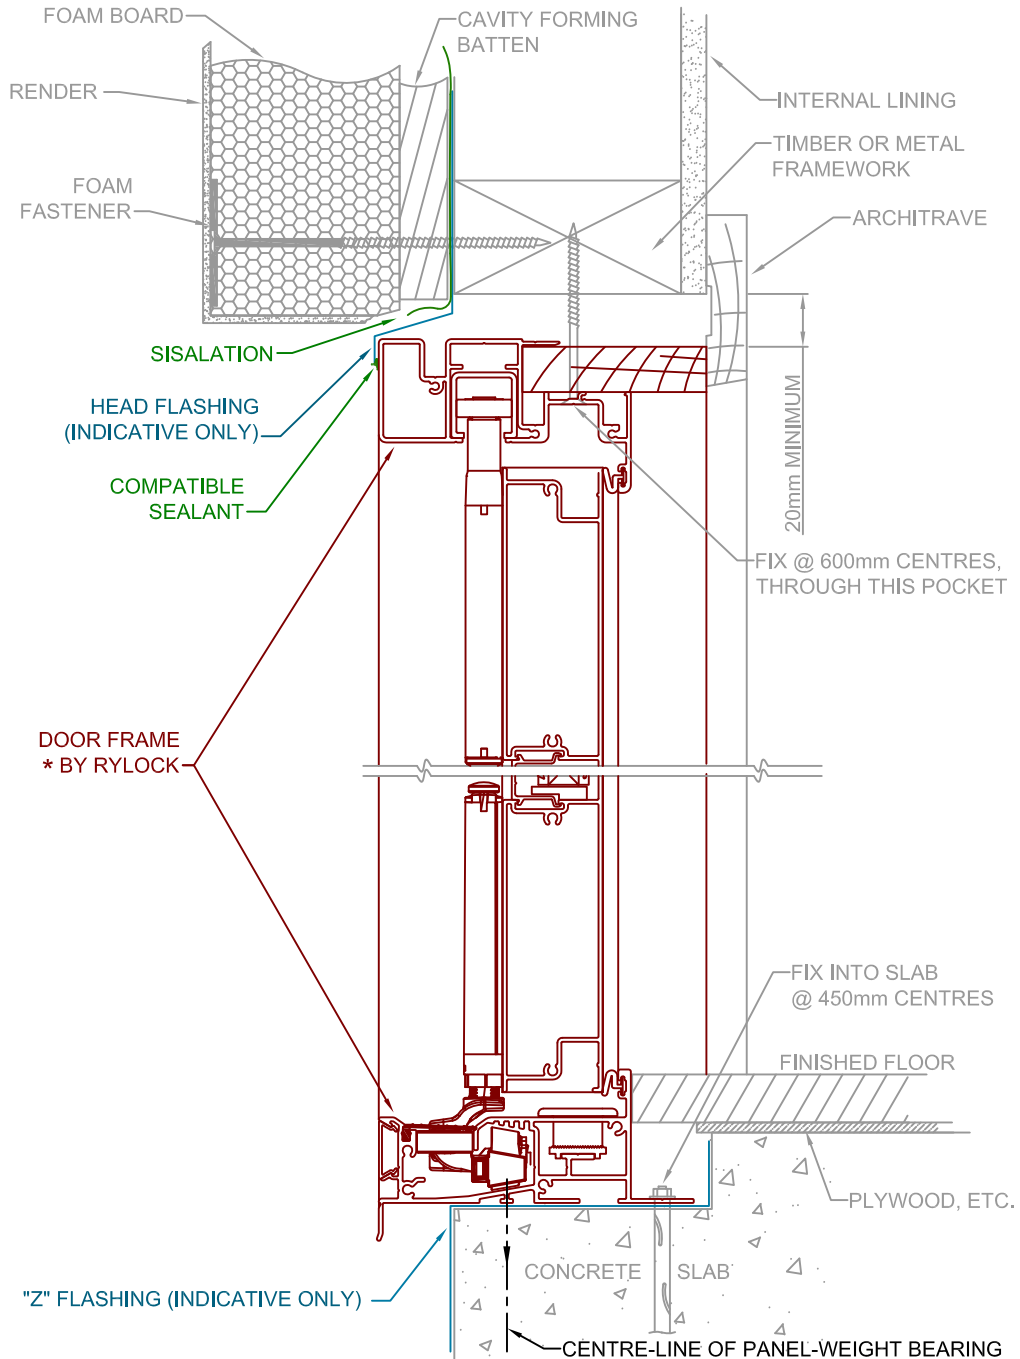 FOAM BOARD
CAVITY FORMING
BATTEN
RENDER
INTERNAL LINING
TIMBER OR METAL
FRAMEWORK
FOAM
FASTENER
ARCHITRAVE
SISALATION
HEAD FLASHING
(INDICATIVE ONLY)
20mm MINIMUM
COMPATIBLE
SEALANT
FIX @ 600mm CENTRES,
THROUGH THIS POCKET
DOOR FRAME
* BY RYLOCK
FIX INTO SLAB
@ 450mm CENTRES
FINISHED FLOOR
PLYWOOD, ETC.
CONCRETE SLAB
"Z" FLASHING (INDICATIVE ONLY)
CENTRE-LINE OF PANEL-WEIGHT BEARING